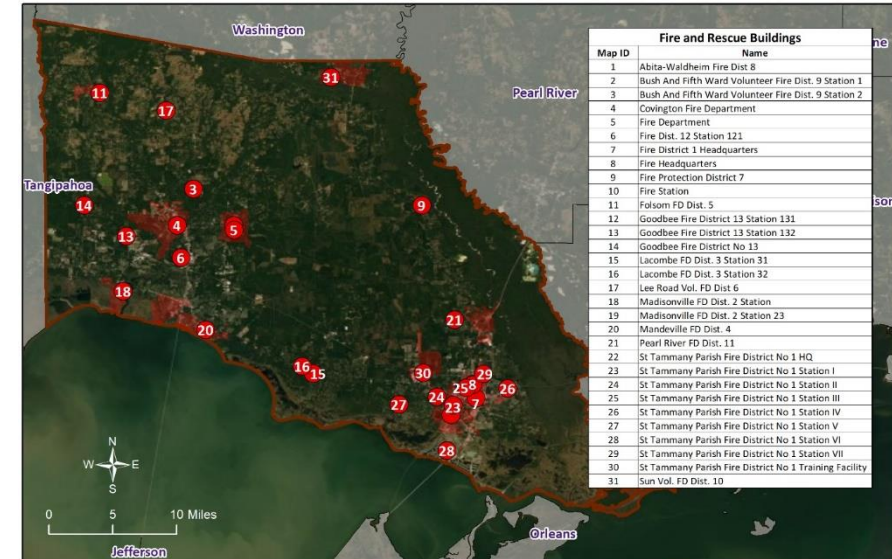 Washington
Pearl River
Tangipahoa
Jefferson
Orleans
ne
son
Fire and Rescue Buildings
Map ID Name
1 Abita-Waldheim Fire Dist 8
2 Bush And Fifth Ward Volunteer Fire Dist. 9 Station 1
3 Bush And Fifth Ward Volunteer Fire Dist. 9 Station 2
4 Covington Fire Department
5 Fire Department
6 Fire Dist. 12 Station 121
7 Fire District 1 Headquarters
8 Fire Headquarters
9 Fire Protection District 7
10 Fire Station
11 Folsom FD Dist. 5
12 Goodbee Fire District 13 Station 131
13 Goodbee Fire District 13 Station 132
14 Goodbee Fire District No 13
15 Lacombe FD Dist. 3 Station 31
16 Lacombe FD Dist. 3 Station 32
17 Lee Road Vol. FD Dist 6
18 Madisonville FD Dist. 2 Station
19 Madisonville FD Dist. 2 Station 23
20 Mandeville FD Dist. 4
21 Pearl River FD Dist. 11
22 St Tammany Parish Fire District No 1 HQ
23 St Tammany Parish Fire District No 1 Station I
24 St Tammany Parish Fire District No 1 Station II
25 St Tammany Parish Fire District No 1 Station III
26 St Tammany Parish Fire District No 1 Station IV
27 St Tammany Parish Fire District No 1 Station V
28 St Tammany Parish Fire District No 1 Station VI
29 St Tammany Parish Fire District No 1 Station VII
30 St Tammany Parish Fire District No 1 Training Facility
31 Sun Vol. FD Dist. 10
31
11
17
3
14
9
4
5
13
6
18
21
20
16
15
30
29
25
8
26
24
7
27
23
28
N
W E
S
0 5 10 Miles